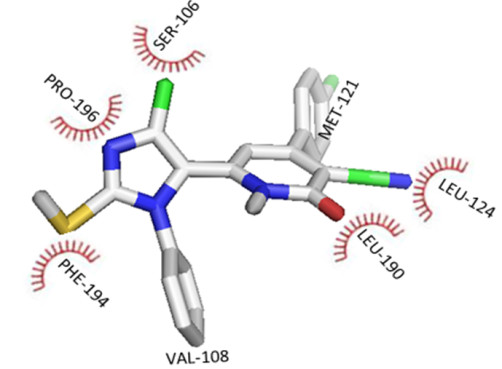 SER-106
PRO-196
MET-121
LEU-124
LEU-190
PHE-194
VAL-108